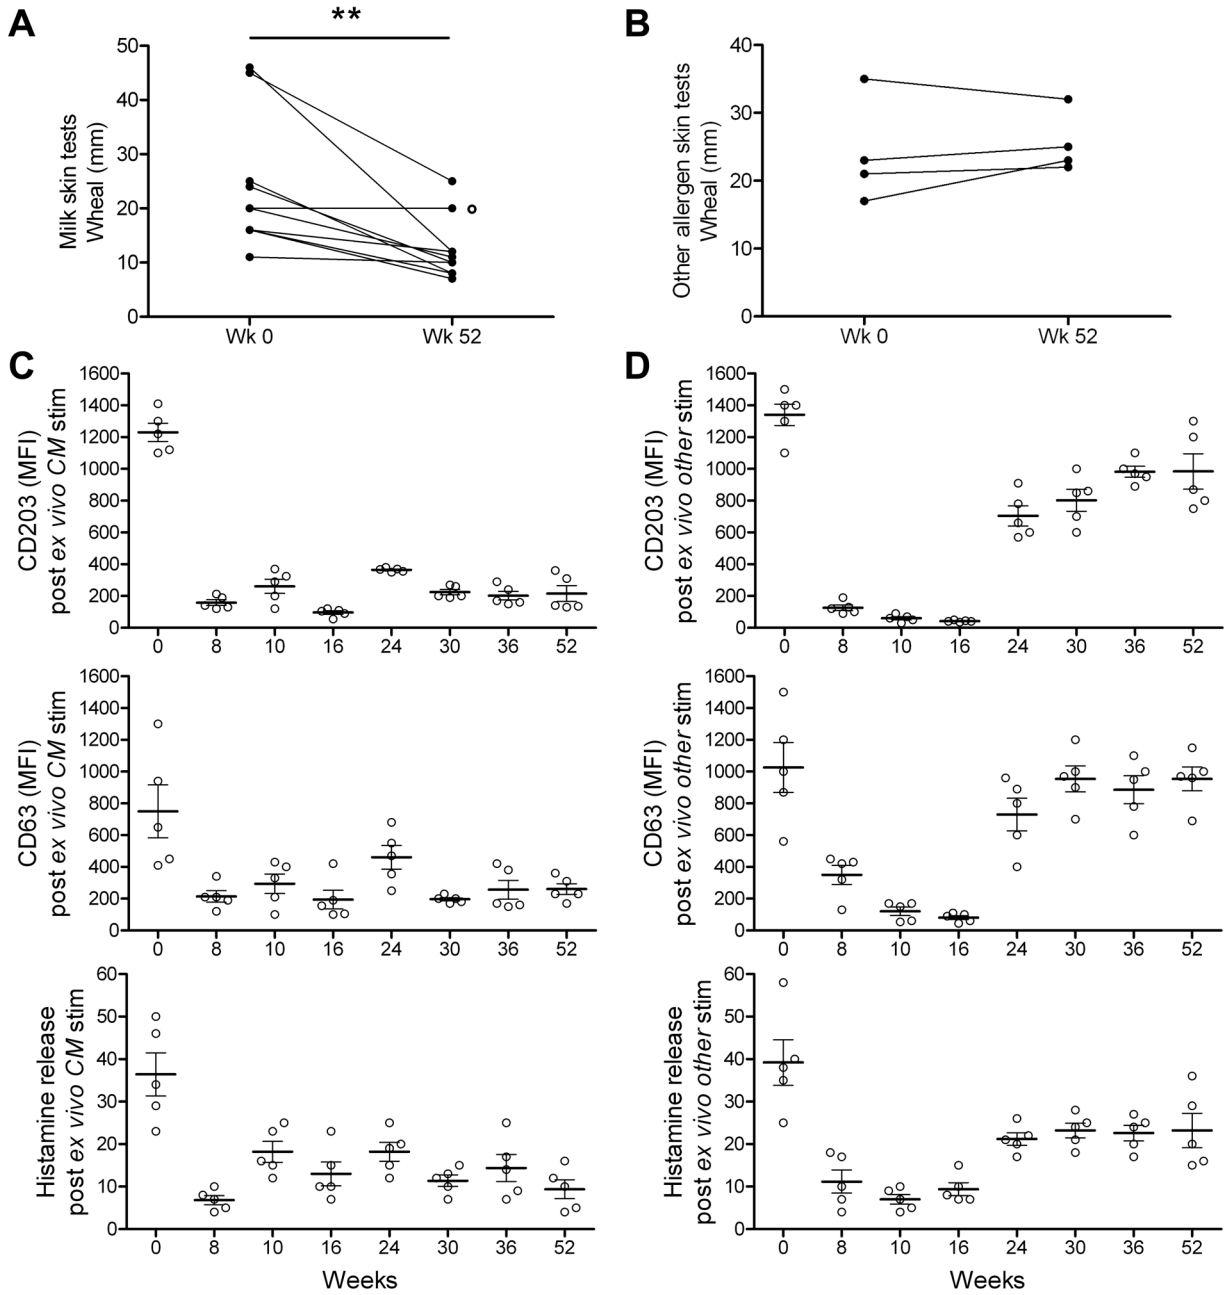 A
**
Milk skin tests
Wheal (mm)
50
40
30
20
10
0
Wk 0
Wk 52
B
Other allergen skin tests
Wheal (mm)
40
30
20
10
0
Wk 0
Wk 52
C
CD203 (MFI)
post ex vivo CM stim
1600
1400
1200
1000
800
600
400
200
0
0 8 10 16 24 30 36 52
CD63 (MFI)
post ex vivo CM stim
1600
1400
1200
1000
800
600
400
200
0
0 8 10 16 24 30 36 52
Histamine release
post ex vivo CM stim
60
50
40
30
20
10
0
0 8 10 16 24 30 36 52
Weeks
D
CD203 (MFI)
post ex vivo other stim
1600
1400
1200
1000
800
600
400
200
0
0 8 10 16 24 30 36 52
CD63 (MFI)
post ex vivo other stim
1600
1400
1200
1000
800
600
400
200
0
0 8 10 16 24 30 36 52
Histamine release
post ex vivo other stim
60
50
40
30
20
10
0
0 8 10 16 24 30 36 52
Weeks